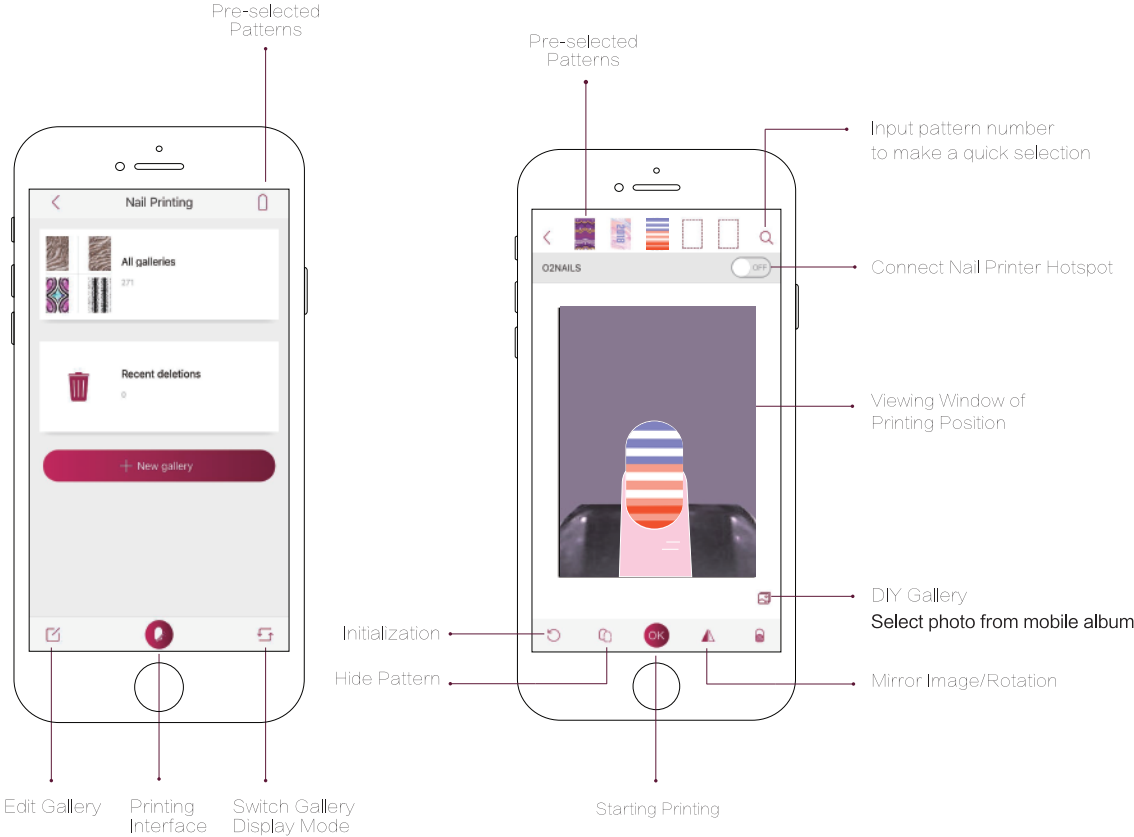 Pre-selected
Patterns
Nail Printing
All galleries
271
Recent deletions
0
+ New gallery
Edit Gallery
Printing
Interface
Switch Gallery
Display Mode
Pre-selected
Patterns
2018
O2NAILS
OFF
OK
Input pattern number
to make a quick selection
Connect Nail Printer Hotspot
Viewing Window of
Printing Position
DIY Gallery
Select photo from mobile album
Mirror Image/Rotation
Initialization
Hide Pattern
Starting Printing